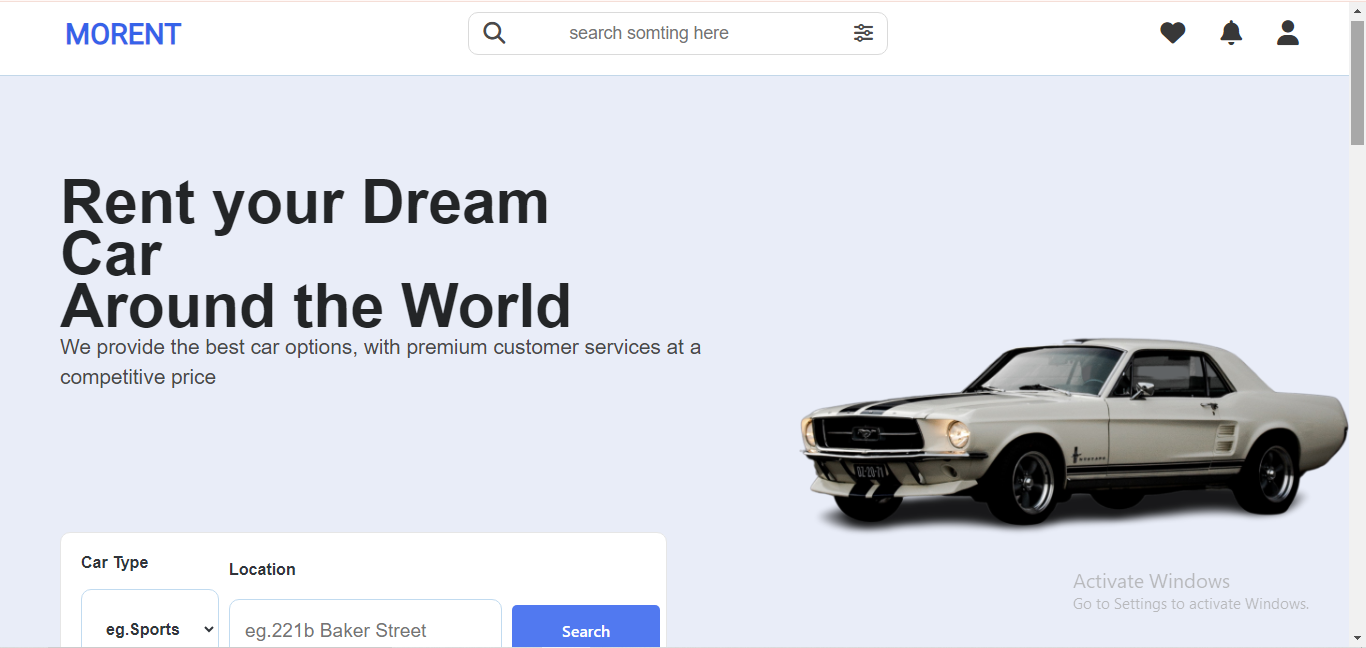 MORENT
search somting here
Rent your Dream
Car
Around the World
We provide the best car options, with premium customer services at a
competitive price
Car Type
Location
eg.Sports
eg.221b Baker Street
Search
Activate Windows
Go to Settings to activate Windows.